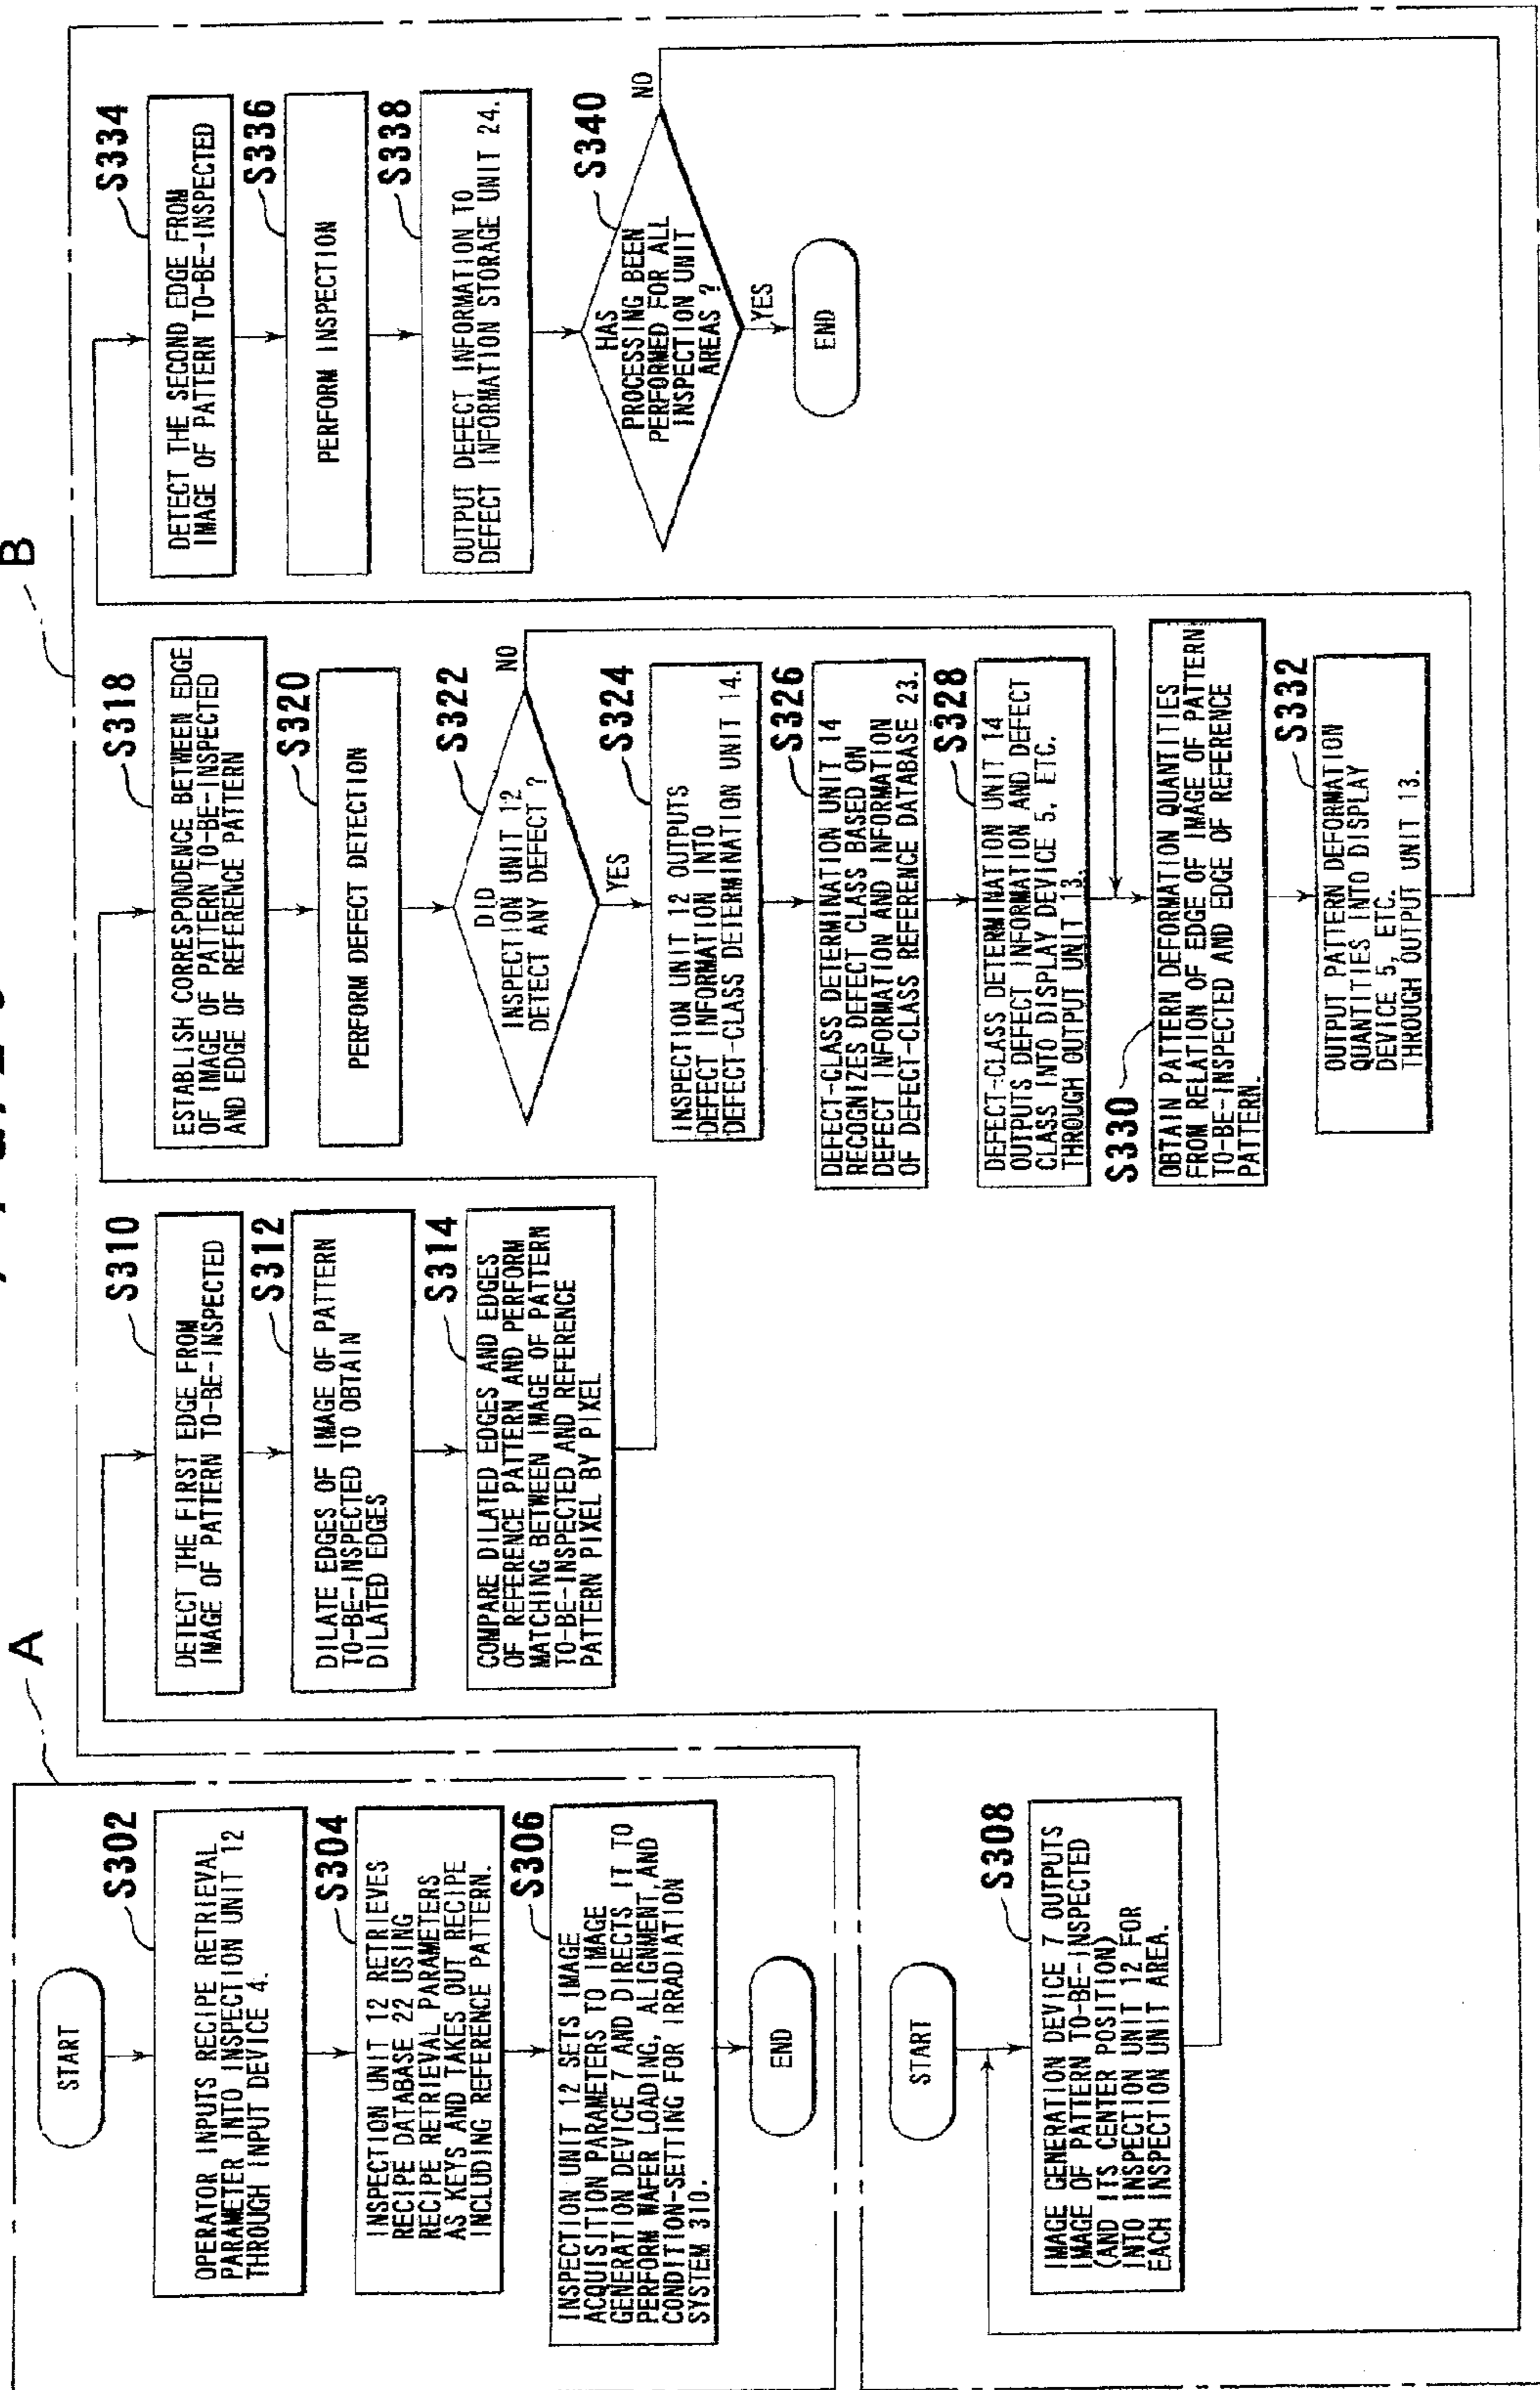 A
START
S302
OPERATOR INPUTS RECIPE RETRIEVAL
PARAMETER INTO INSPECTION UNIT 12
THROUGH INPUT DEVICE 4.
S304
INSPECTION UNIT 12 RETRIEVES
RECIPE DATABASE 22 USING
RECIPE RETRIEVAL PARAMETERS
AS KEYS AND TAKES OUT RECIPE
INCLUDING REFERENCE PATTERN.
S306
INSPECTION UNIT 12 SETS IMAGE
ACQUISITION PARAMETERS TO IMAGE
GENERATION DEVICE 7 AND DIRECTS IT TO
PERFORM WAFER LOADING, ALIGNMENT, AND
CONDITION-SETTING FOR IRRADIATION
SYSTEM 310.
END
B
START
S308
IMAGE GENERATION DEVICE 7 OUTPUTS
IMAGE OF PATTERN TO-BE-INSPECTED
(AND ITS CENTER POSITION)
INTO INSPECTION UNIT 12 FOR
EACH INSPECTION UNIT AREA.
S310
DETECT THE FIRST EDGE FROM
IMAGE OF PATTERN TO-BE-INSPECTED
S312
DILATE EDGES OF IMAGE OF PATTERN
TO-BE-INSPECTED TO OBTAIN
DILATED EDGES
S314
COMPARE DILATED EDGES AND EDGES
OF REFERENCE PATTERN AND PERFORM
MATCHING BETWEEN IMAGE OF PATTERN
TO-BE-INSPECTED AND REFERENCE
PATTERN PIXEL BY PIXEL
S318
ESTABLISH CORRESPONDENCE BETWEEN EDGE
OF IMAGE OF PATTERN TO-BE-INSPECTED
AND EDGE OF REFERENCE PATTERN
S320
PERFORM DEFECT DETECTION
S322
DID
INSPECTION UNIT 12
DETECT ANY DEFECT ?
NO
YES
S324
INSPECTION UNIT 12 OUTPUTS
DEFECT INFORMATION INTO
DEFECT-CLASS DETERMINATION UNIT 14.
S326
DEFECT-CLASS DETERMINATION UNIT 14
RECOGNIZES DEFECT CLASS BASED ON
DEFECT INFORMATION AND INFORMATION
OF DEFECT-CLASS REFERENCE DATABASE 23.
S328
DEFECT-CLASS DETERMINATION UNIT 14
OUTPUTS DEFECT INFORMATION AND DEFECT
CLASS INTO DISPLAY DEVICE 5, ETC.
THROUGH OUTPUT UNIT 13.
S330
OBTAIN PATTERN DEFORMATION QUANTITIES
FROM RELATION OF EDGE OF IMAGE OF PATTERN
TO-BE-INSPECTED AND EDGE OF REFERENCE
PATTERN.
S332
OUTPUT PATTERN DEFORMATION
QUANTITIES INTO DISPLAY
DEVICE 5, ETC.
THROUGH OUTPUT UNIT 13.
S334
DETECT THE SECOND EDGE FROM
IMAGE OF PATTERN TO-BE-INSPECTED
S336
PERFORM INSPECTION
S338
OUTPUT DEFECT INFORMATION TO
DEFECT INFORMATION STORAGE UNIT 24.
S340
HAS
PROCESSING BEEN
PERFORMED FOR ALL
INSPECTION UNIT
AREAS ?
NO
YES
END